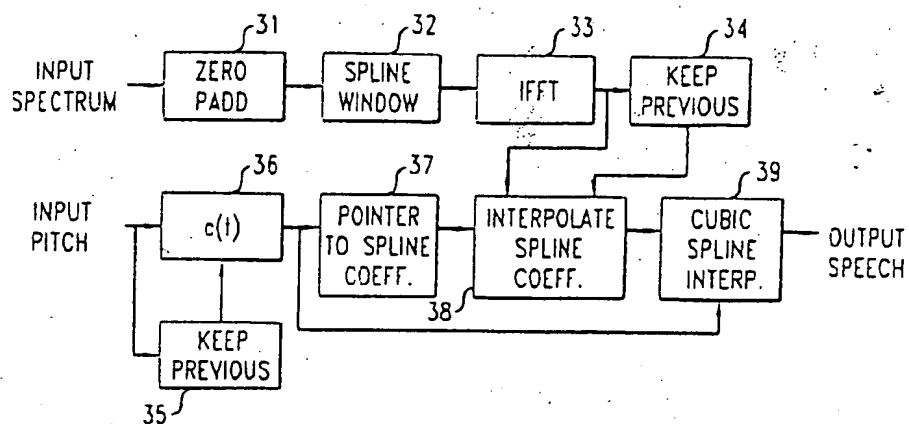 31
32
33
34
INPUT
SPECTRUM
ZERO
PADD
SPLINE
WINDOW
IFFT
KEEP
PREVIOUS
36
37
39
INPUT
PITCH
c(t)
POINTER
TO SPLINE
COEFF.
INTERPOLATE
SPLINE
COEFF.
CUBIC
SPLINE
INTERP.
OUTPUT
SPEECH
38
KEEP
PREVIOUS
35